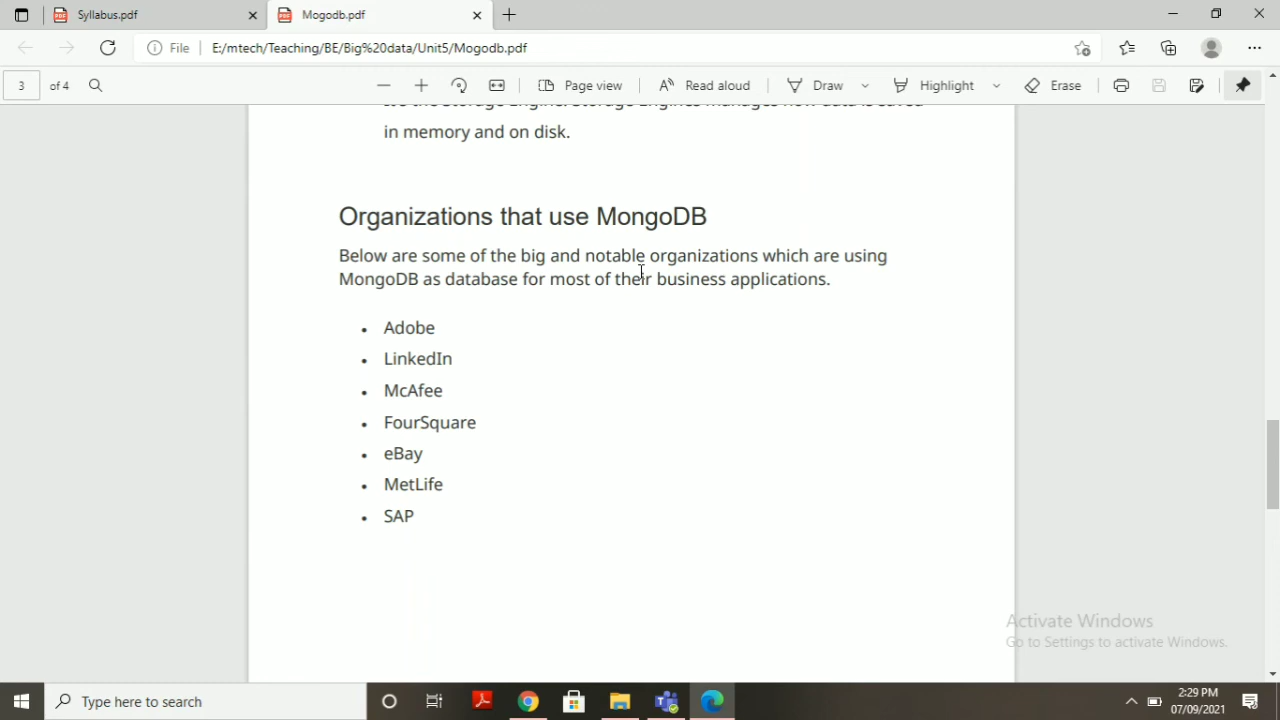 Syllabus.pdf
Mogodb.pdf
File
E:/mtech/Teaching/BE/Big%20data/Unit5/Mogodb.pdf
3 of 4
Page view
Read aloud
Draw
Highlight
Erase
in memory and on disk.
Organizations that use MongoDB
Below are some of the big and notable organizations which are using
MongoDB as database for most of their business applications.
• Adobe
• LinkedIn
• McAfee
• FourSquare
• eBay
• MetLife
• SAP
Activate Windows
Go to Settings to activate Windows.
Type here to search
2:29 PM
07/09/2021